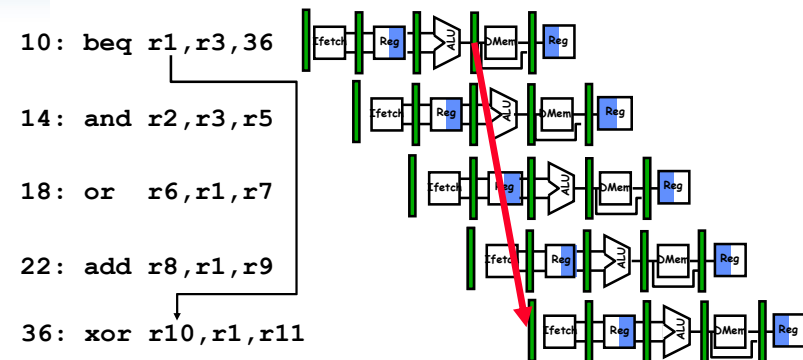 10: beq r1,r3,36 Ifetch Reg ALU DMem Reg
14: and r2,r3,r5 Ifetch Reg ALU DMem Reg
18: or r6,r1,r7 Ifetch Reg ALU DMem Reg
22: add r8,r1,r9 Ifetch Reg ALU DMem Reg
36: xor r10,r1,r11 Ifetch Reg ALU DMem Reg